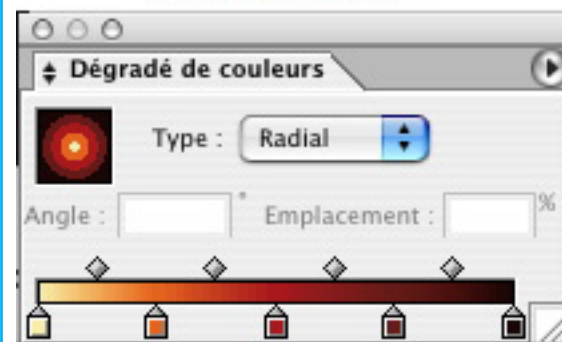 Dégradé de couleurs
Type : Radial
Angle : ° Emplacement : %